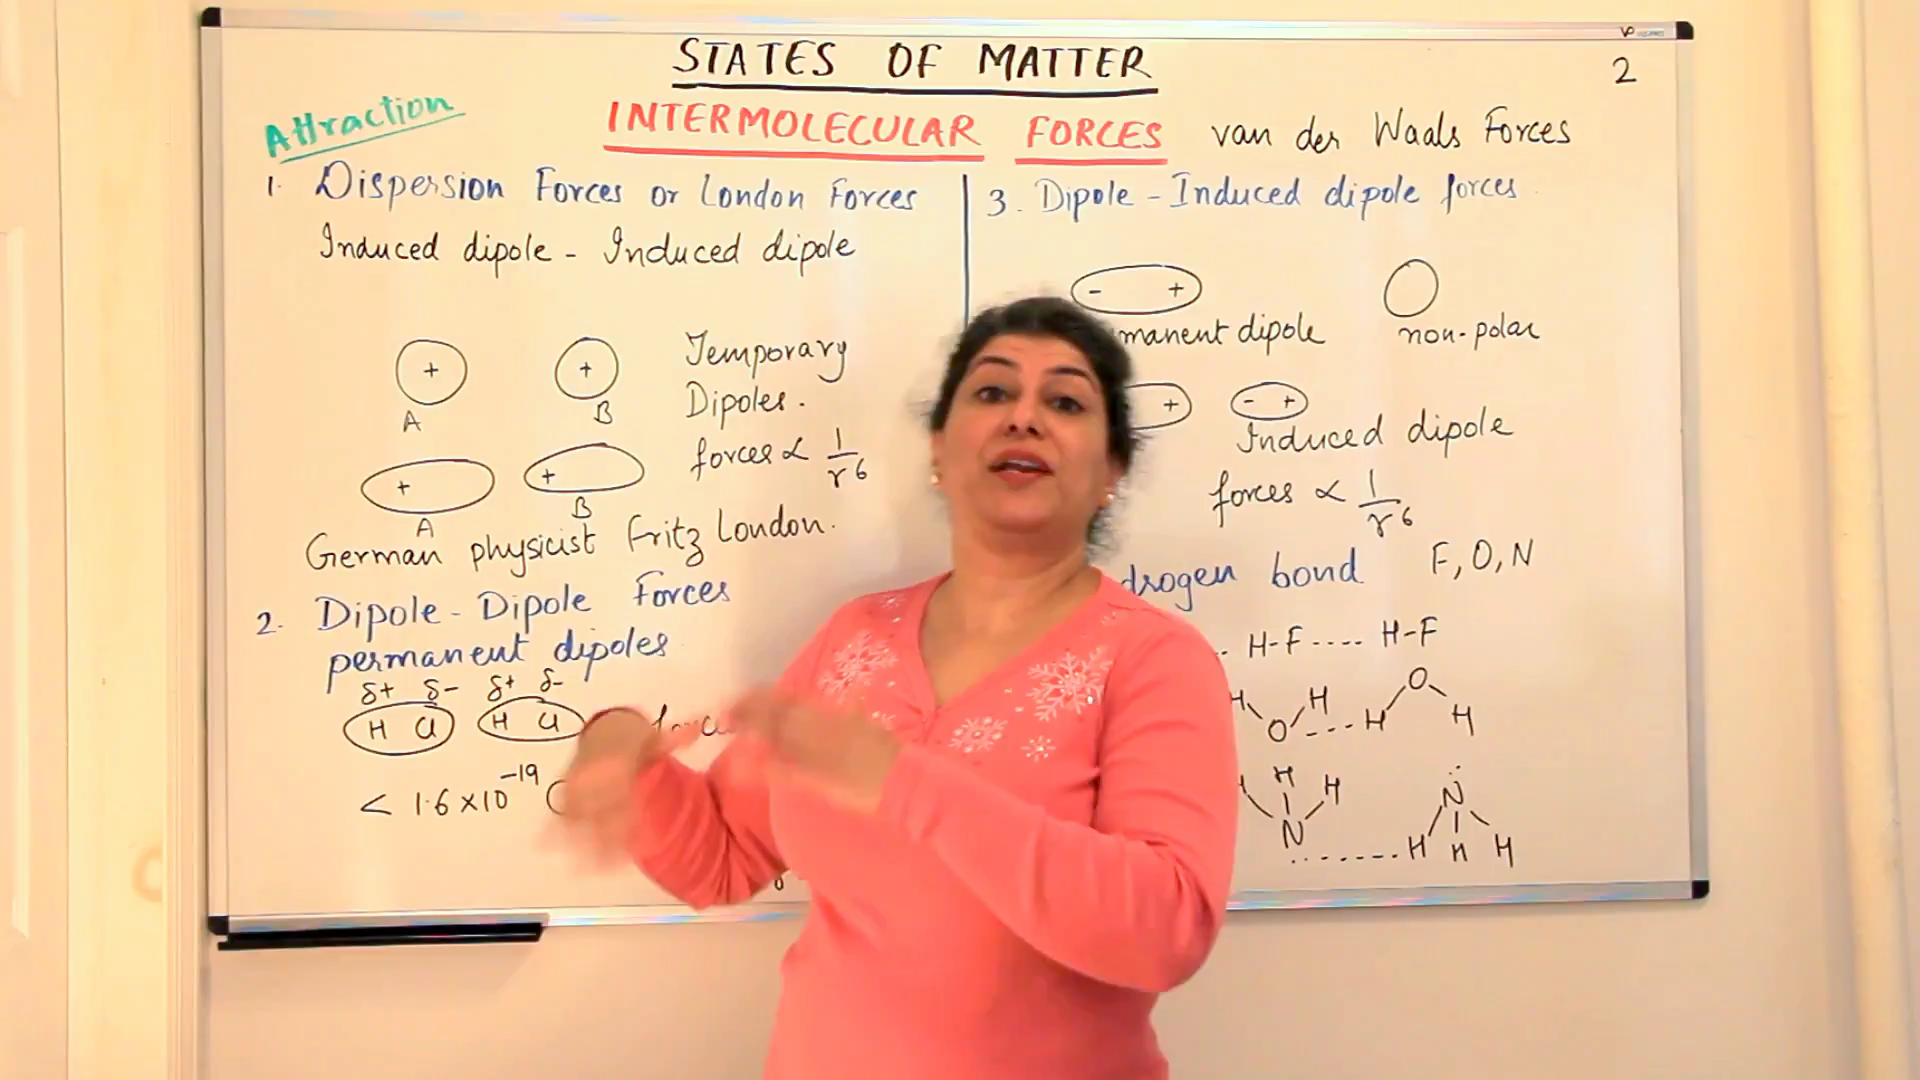 STATES OF MATTER
2
Attraction
INTERMOLECULAR FORCES van der Waals Forces
1. Dispersion Forces or London Forces
Induced dipole - Induced dipole
+ +
A B
Temporary
Dipoles.
forces ∝ 1/r6
+ +
A B
German physicist Fritz London.
2. Dipole - Dipole Forces
permanent dipoles
δ+ δ- δ+ δ-
H Cl H Cl
< 1.6 x 10-19
3. Dipole - Induced dipole forces
- +
dipole non-polar
+ - +
Induced dipole
forces ∝ 1/r6
bond F, O, N
H-F .... H-F
H H O
O --- H H
H H H N
N ....... H H H